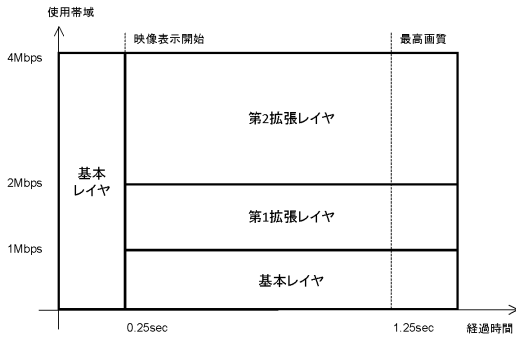 使用帯域
映像表示開始
最高画質
4Mbps
第2拡張レイヤ
基本
レイヤ
2Mbps
第1拡張レイヤ
1Mbps
基本レイヤ
0.25sec
1.25sec
経過時間